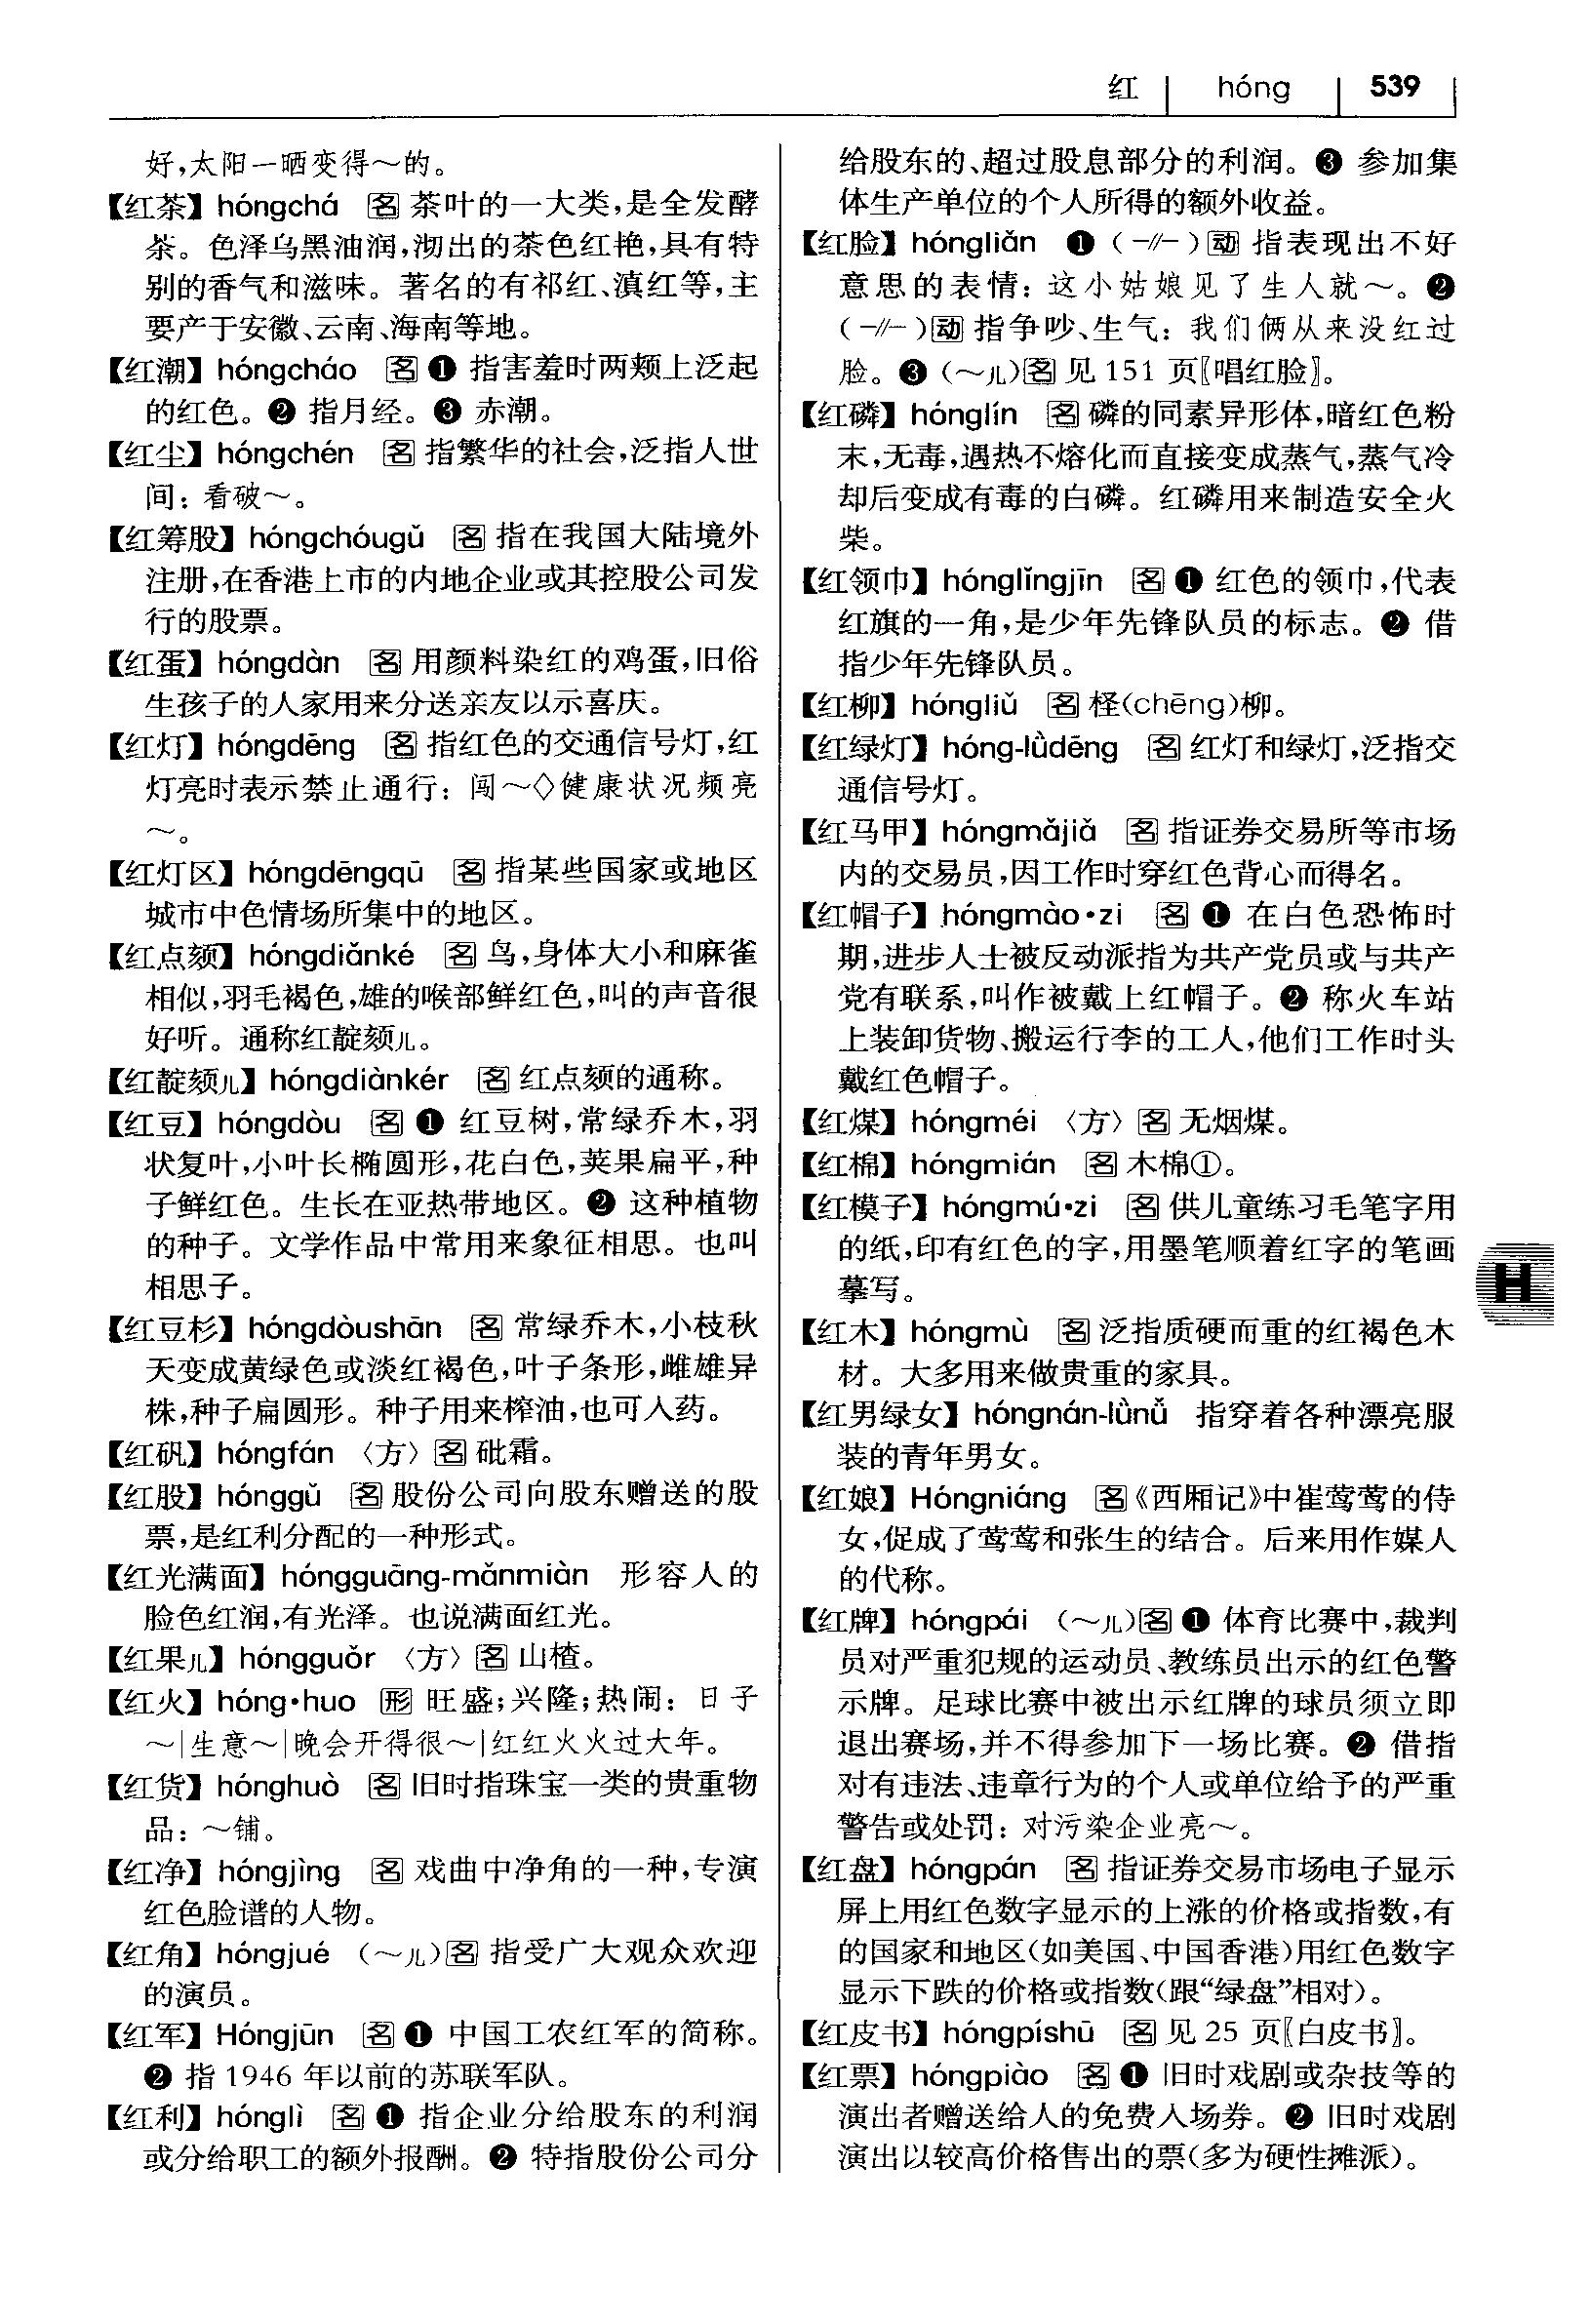 红 hóng 539
好,太阳一晒变得～的。
【红茶】hóngchá 名 茶叶的一大类,是全发酵
茶。色泽乌黑油润,沏出的茶色红艳,具有特
别的香气和滋味。著名的有祁红、滇红等,主
要产于安徽、云南、海南等地。
【红潮】hóngcháo 名 ❶ 指害羞时两颊上泛起
的红色。❷ 指月经。❸ 赤潮。
【红尘】hóngchén 名 指繁华的社会,泛指人世
间：看破～。
【红筹股】hóngchóugǔ 名 指在我国大陆境外
注册,在香港上市的内地企业或其控股公司发
行的股票。
【红蛋】hóngdàn 名 用颜料染红的鸡蛋,旧俗
生孩子的人家用来分送亲友以示喜庆。
【红灯】hóngdēng 名 指红色的交通信号灯,红
灯亮时表示禁止通行：闯～◇健康状况频亮
～。
【红灯区】hóngdēngqū 名 指某些国家或地区
城市中色情场所集中的地区。
【红点颏】hóngdiǎnké 名 鸟,身体大小和麻雀
相似,羽毛褐色,雄的喉部鲜红色,叫的声音很
好听。通称红靛颏儿。
【红靛颏儿】hóngdiànkér 名 红点颏的通称。
【红豆】hóngdòu 名 ❶ 红豆树,常绿乔木,羽
状复叶,小叶长椭圆形,花白色,荚果扁平,种
子鲜红色。生长在亚热带地区。❷ 这种植物
的种子。文学作品中常用来象征相思。也叫
相思子。
【红豆杉】hóngdòushān 名 常绿乔木,小枝秋
天变成黄绿色或淡红褐色,叶子条形,雌雄异
株,种子扁圆形。种子用来榨油,也可入药。
【红矾】hóngfán 〈方〉名 砒霜。
【红股】hónggǔ 名 股份公司向股东赠送的股
票,是红利分配的一种形式。
【红光满面】hóngguāng-mǎnmiàn 形容人的
脸色红润,有光泽。也说满面红光。
【红果儿】hóngguǒr 〈方〉名 山楂。
【红火】hóng·huo 形 旺盛;兴隆;热闹：日子
～|生意～|晚会开得很～|红红火火过大年。
【红货】hónghuò 名 旧时指珠宝一类的贵重物
品：～铺。
【红净】hóngjìng 名 戏曲中净角的一种,专演
红色脸谱的人物。
【红角】hóngjué （～儿）名 指受广大观众欢迎
的演员。
【红军】Hóngjūn 名 ❶ 中国工农红军的简称。
❷ 指 1946 年以前的苏联军队。
【红利】hónglì 名 ❶ 指企业分给股东的利润
或分给职工的额外报酬。❷ 特指股份公司分
给股东的、超过股息部分的利润。❸ 参加集
体生产单位的个人所得的额外收益。
【红脸】hóngliǎn ❶（-//-）动 指表现出不好
意思的表情：这小姑娘见了生人就～。❷
（-//-）动 指争吵、生气：我们俩从来没红过
脸。❸（～儿）名 见 151 页〖唱红脸〗。
【红磷】hónglín 名 磷的同素异形体,暗红色粉
末,无毒,遇热不熔化而直接变成蒸气,蒸气冷
却后变成有毒的白磷。红磷用来制造安全火
柴。
【红领巾】hónglǐngjīn 名 ❶ 红色的领巾,代表
红旗的一角,是少年先锋队员的标志。❷ 借
指少年先锋队员。
【红柳】hóngliǔ 名 柽(chēng)柳。
【红绿灯】hóng-lǜdēng 名 红灯和绿灯,泛指交
通信号灯。
【红马甲】hóngmǎjiǎ 名 指证券交易所等市场
内的交易员,因工作时穿红色背心而得名。
【红帽子】hóngmào·zi 名 ❶ 在白色恐怖时
期,进步人士被反动派指为共产党员或与共产
党有联系,叫作被戴上红帽子。❷ 称火车站
上装卸货物、搬运行李的工人,他们工作时头
戴红色帽子。
【红煤】hóngméi 〈方〉名 无烟煤。
【红棉】hóngmián 名 木棉①。
【红模子】hóngmú·zi 名 供儿童练习毛笔字用
的纸,印有红色的字,用墨笔顺着红字的笔画
摹写。
【红木】hóngmù 名 泛指质硬而重的红褐色木
材。大多用来做贵重的家具。
【红男绿女】hóngnán-lǜnǚ 指穿着各种漂亮服
装的青年男女。
【红娘】Hóngniáng 名《西厢记》中崔莺莺的侍
女,促成了莺莺和张生的结合。后来用作媒人
的代称。
【红牌】hóngpái （～儿）名 ❶ 体育比赛中,裁判
员对严重犯规的运动员、教练员出示的红色警
示牌。足球比赛中被出示红牌的球员须立即
退出赛场,并不得参加下一场比赛。❷ 借指
对有违法、违章行为的个人或单位给予的严重
警告或处罚：对污染企业亮～。
【红盘】hóngpán 名 指证券交易市场电子显示
屏上用红色数字显示的上涨的价格或指数,有
的国家和地区(如美国、中国香港)用红色数字
显示下跌的价格或指数(跟“绿盘”相对)。
【红皮书】hóngpíshū 名 见 25 页〖白皮书〗。
【红票】hóngpiào 名 ❶ 旧时戏剧或杂技等的
演出者赠送给人的免费入场券。❷ 旧时戏剧
演出以较高价格售出的票(多为硬性摊派)。
H